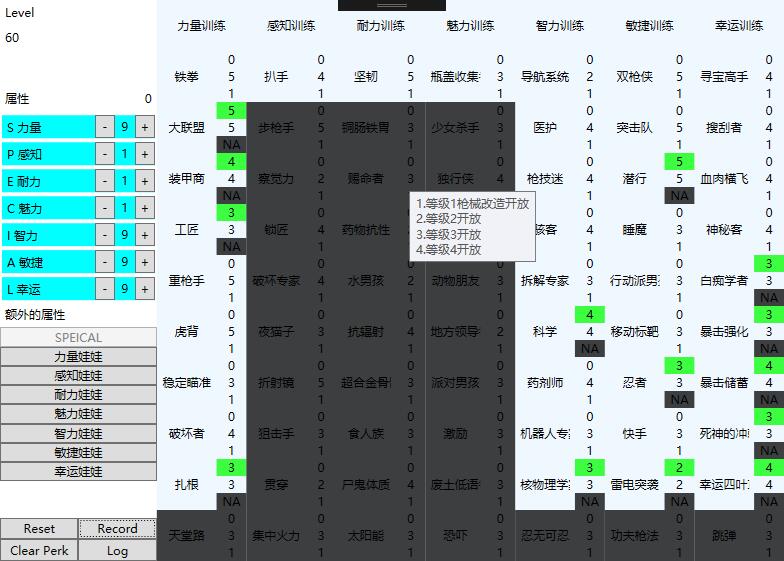 Level
60
属性 0
S 力量 - 9 +
P 感知 - 1 +
E 耐力 - 1 +
C 魅力 - 1 +
I 智力 - 9 +
A 敏捷 - 9 +
L 幸运 - 9 +
额外的属性
SPEICAL
力量娃娃
感知娃娃
耐力娃娃
魅力娃娃
智力娃娃
敏捷娃娃
幸运娃娃
Reset Record
Clear Perk Log
力量训练 感知训练 耐力训练 魅力训练 智力训练 敏捷训练 幸运训练
0 0 0 0 0 0 0
铁拳 5 扒手 4 坚韧 5 瓶盖收集 3 导航系统 2 双枪侠 5 寻宝高手 4
1 1 1 1 1 1 1
5 0 0 0 0 0 0
大联盟 5 步枪手 5 铜肠铁胃 3 少女杀手 3 医护 4 突击队 5 搜刮者 4
NA 1 1 1 1 1 1
4 0 0 0 0 5 0
装甲商 4 察觉力 2 赐命者 3 独行侠 4 枪技迷 4 潜行 5 血肉横飞 4
NA 1 1 1 NA 1
1.等级1枪械改造开放
2.等级2开放
3.等级3开放
4.等级4开放
3 0 0 0 0 0
工匠 3 锁匠 4 药物抗性 客 4 睡魔 3 神秘客 4
NA 1 1 1 1
0 0 0 0 0 0 3
重枪手 5 破坏专家 4 水男孩 2 动物朋友 3 拆解专家 3 行动派男 3 白痴学者 3
1 1 1 1 1 1 NA
0 0 0 0 4 0 3
虎背 5 夜猫子 3 抗辐射 4 地方领导 2 科学 4 移动标靶 3 暴击强化 3
1 1 1 1 NA 1 NA
0 0 0 0 0 3 4
稳定瞄准 3 折射镜 5 超合金骨 3 派对男孩 3 药剂师 4 忍者 3 暴击储蓄 4
1 1 1 1 1 NA NA
0 0 0 0 0 0 3
破坏者 4 狙击手 3 食人族 3 激励 3 机器人专 3 快手 3 死神的冲 3
1 1 1 1 1 1 NA
3 0 0 0 3 2 4
扎根 3 贯穿 2 尸鬼体质 4 废土低语 3 核物理学 3 雷电突袭 2 幸运四叶 4
NA 1 1 1 NA NA NA
0 0 0 0 0 0 0
天堂路 3 集中火力 3 太阳能 3 恐吓 3 忍无可忍 3 功夫枪法 3 跳弹 3
1 1 1 1 1 1 1